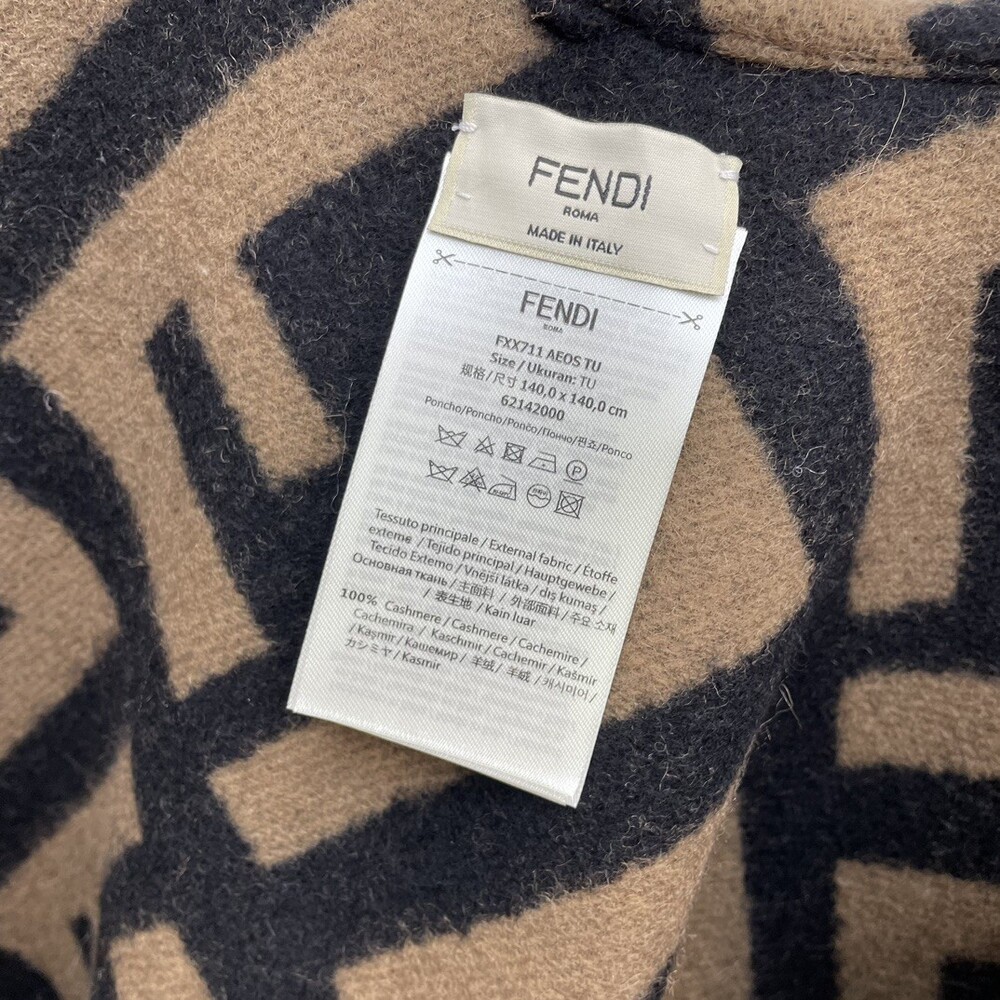 FENDI
ROMA
MADE IN ITALY
FENDI
ROMA
FXX711 AEOS TU
Size / Ukuran: TU
规格/尺寸 140,0 x 140,0 cm
62142000
Poncho/Poncho/Pončo/Пончо/판쵸/Ponco
P
Tessuto principale / External fabric / Étoffe
externe / Tejido principal / Hauptgewebe /
Tecido Externo / Vnější látka / dış kumaş /
Основная ткань / 主面料 / 外部面料 / 주요 소재
/ 表生地 / Kain luar
100% Cashmere / Cashmere / Cachemire /
Cachemira / Kaschmir / Cachemir / Kašmír
/ Kaşmir / Кашемир / 羊绒 / 羊絨 / 캐시미어 /
カシミヤ / Kasmir